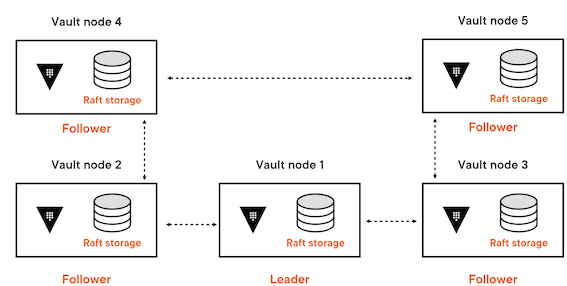 Vault node 4
Vault node 5
Raft storage
Raft storage
Follower
Follower
Vault node 2
Vault node 1
Vault node 3
Raft storage
Raft storage
Raft storage
Follower
Leader
Follower